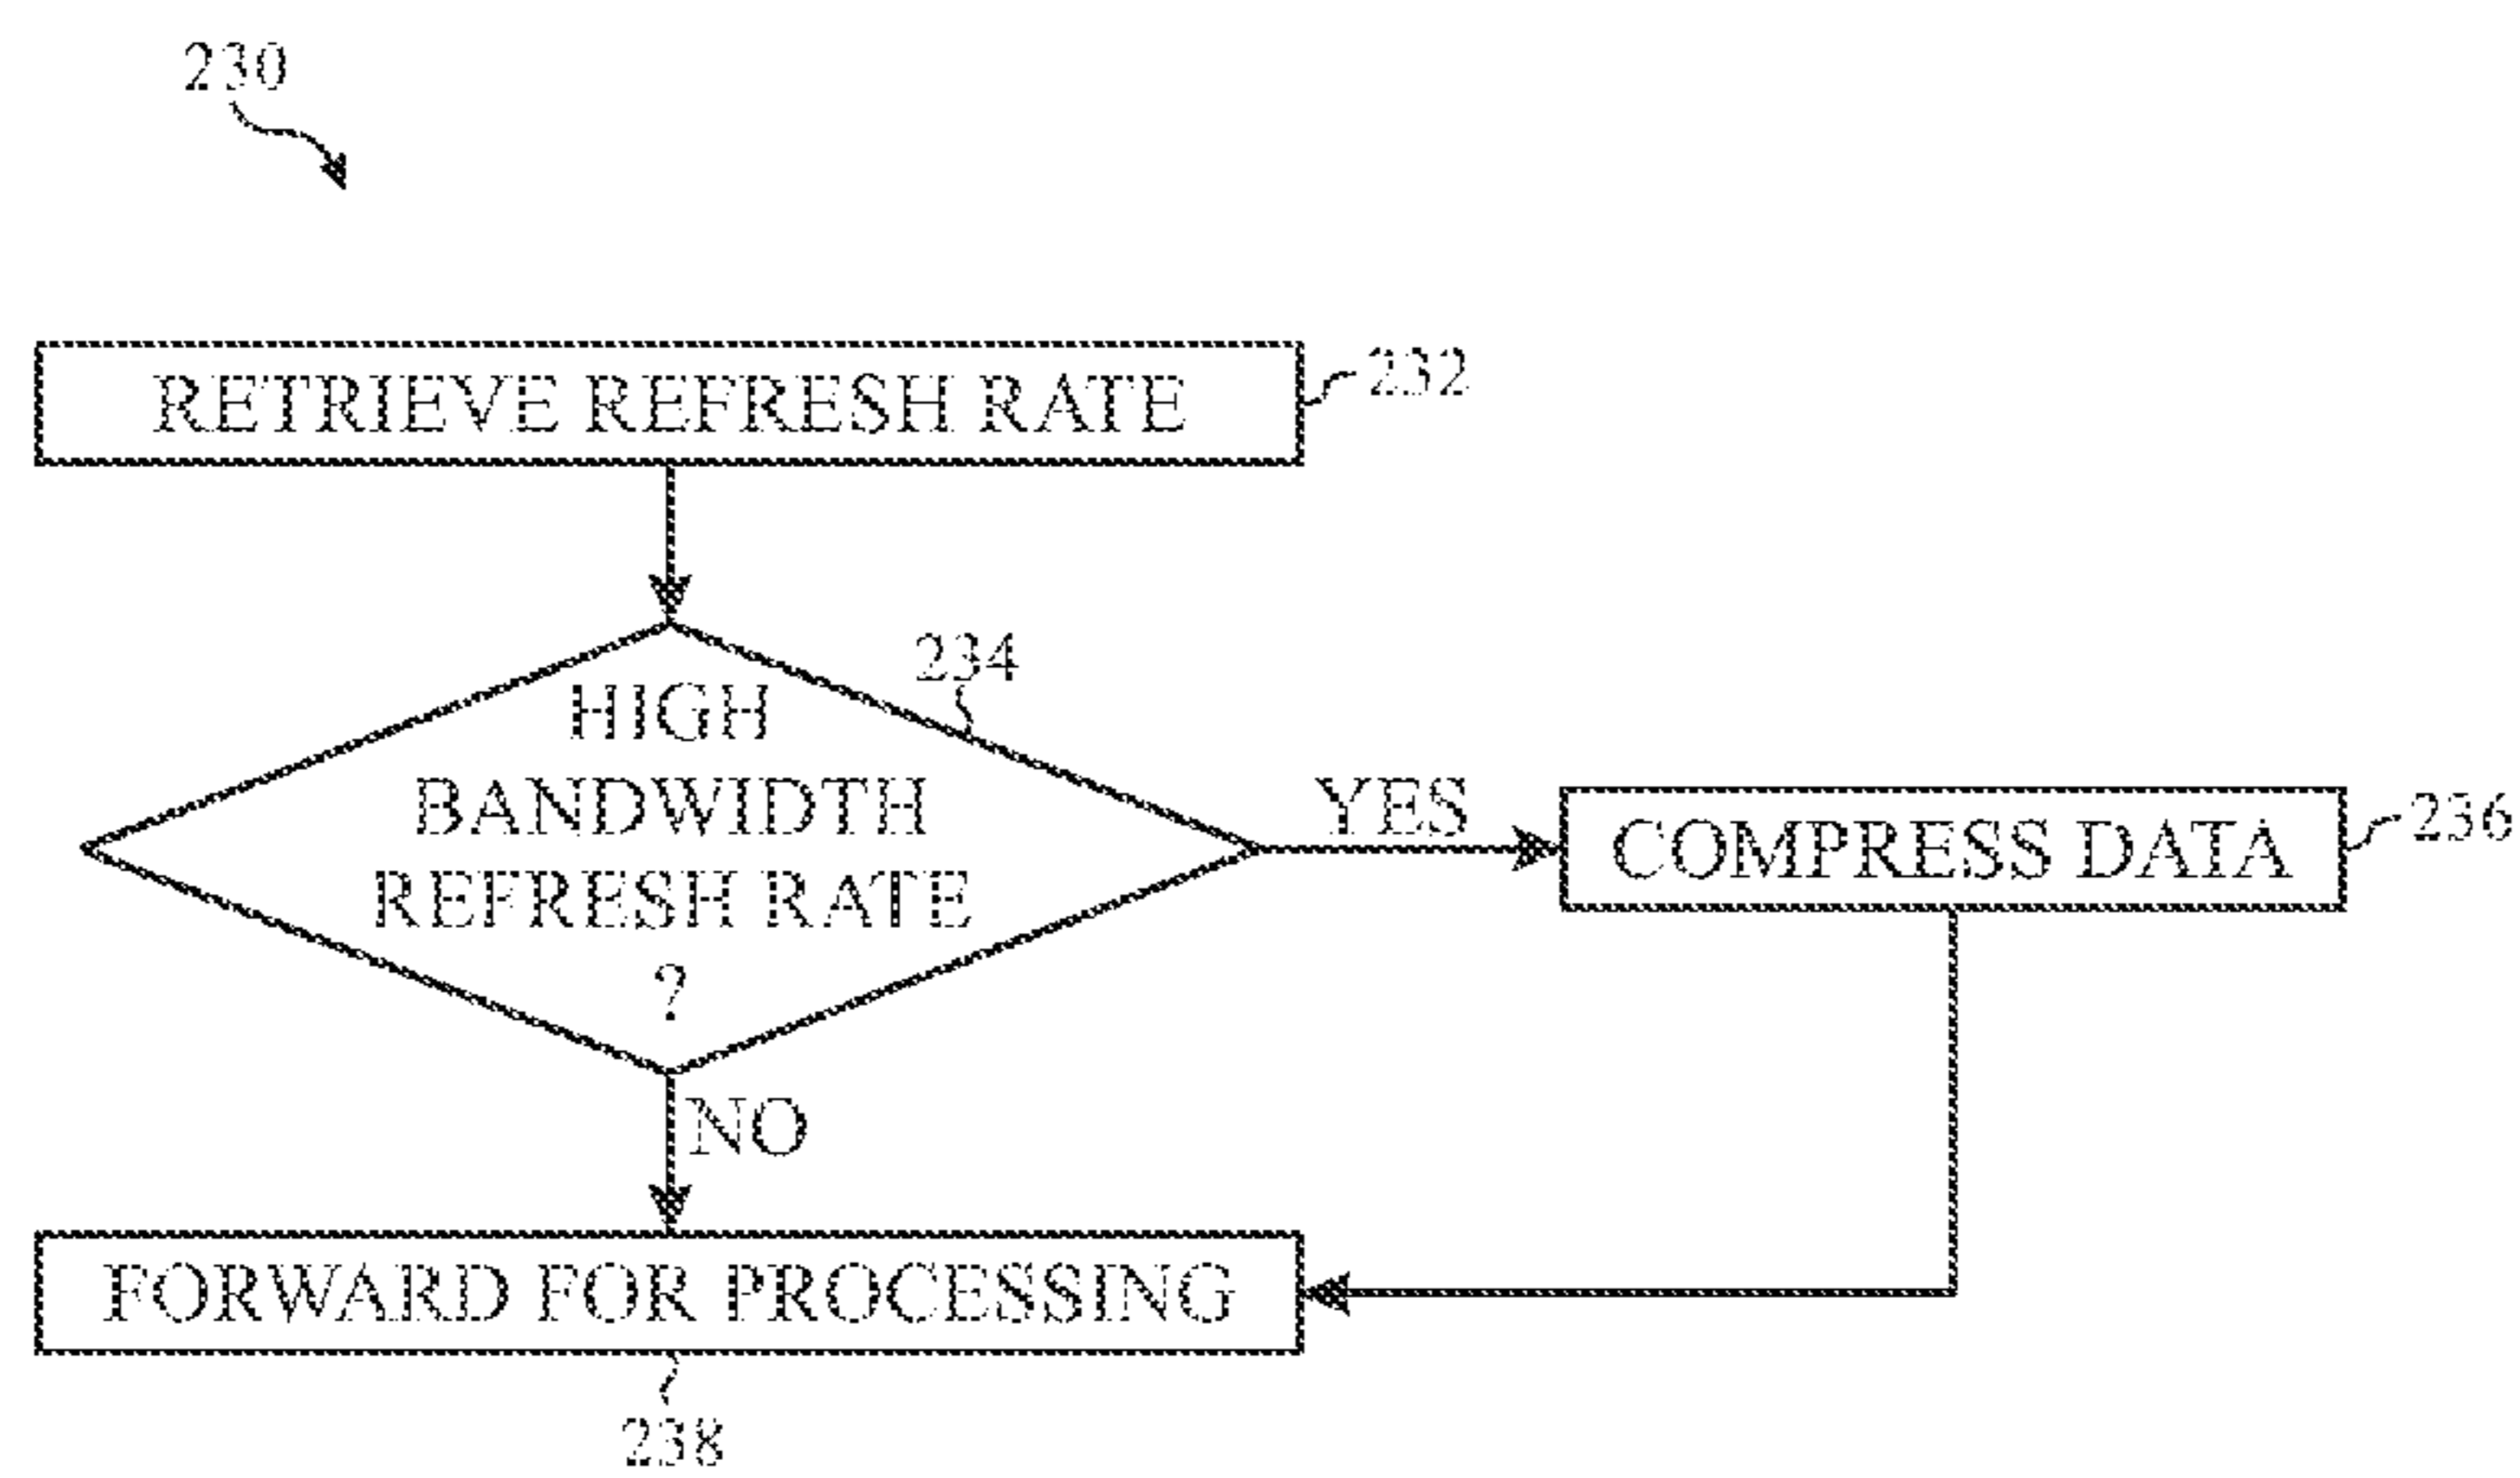 230
RETRIEVE REFRESH RATE
232
234
HIGH
BANDWIDTH
REFRESH RATE
?
YES
COMPRESS DATA
236
NO
FORWARD FOR PROCESSING
238